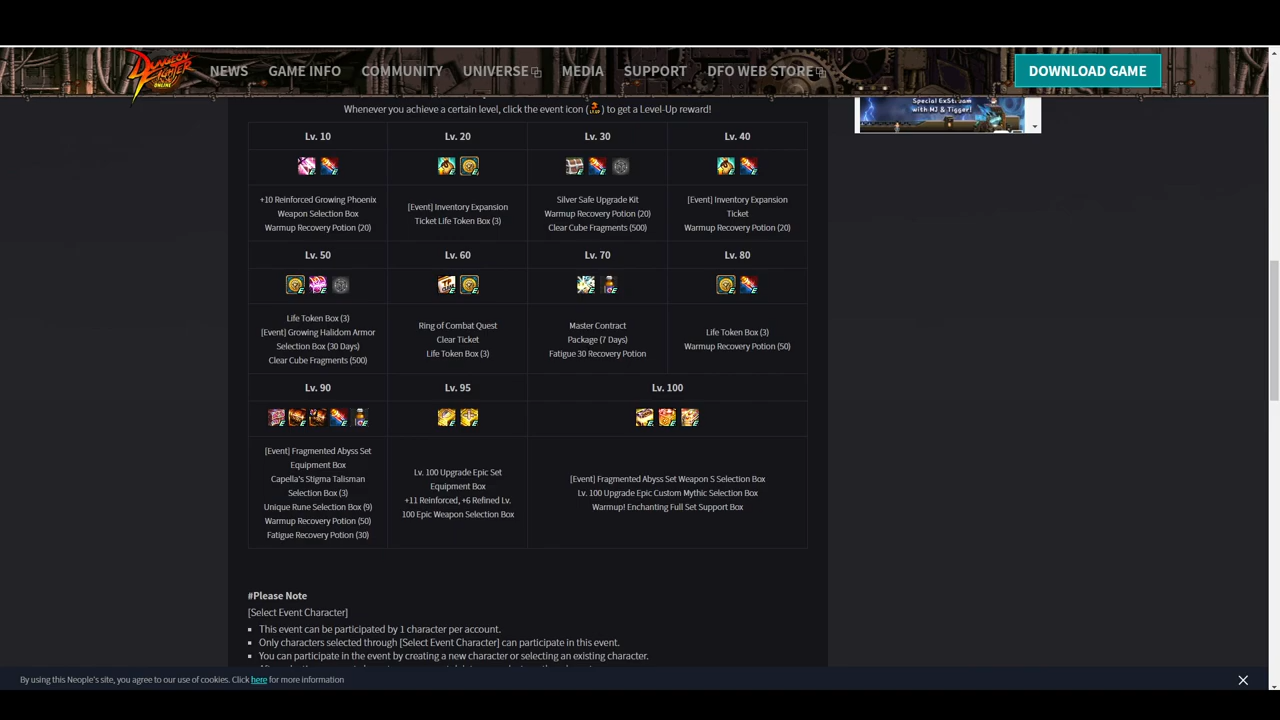 DUNGEON FIGHTER ONLINE
NEWS GAME INFO COMMUNITY UNIVERSE MEDIA SUPPORT DFO WEB STORE DOWNLOAD GAME
Special ExStream
with MJ & Tigger!
Whenever you achieve a certain level, click the event icon ( ) to get a Level-Up reward!
Lv. 10 Lv. 20 Lv. 30 Lv. 40
+10 Reinforced Growing Phoenix
Weapon Selection Box
Warmup Recovery Potion (20)
[Event] Inventory Expansion
Ticket Life Token Box (3)
Silver Safe Upgrade Kit
Warmup Recovery Potion (20)
Clear Cube Fragments (500)
[Event] Inventory Expansion
Ticket
Warmup Recovery Potion (20)
Lv. 50 Lv. 60 Lv. 70 Lv. 80
Life Token Box (3)
[Event] Growing Halidom Armor
Selection Box (30 Days)
Clear Cube Fragments (500)
Ring of Combat Quest
Clear Ticket
Life Token Box (3)
Master Contract
Package (7 Days)
Fatigue 30 Recovery Potion
Life Token Box (3)
Warmup Recovery Potion (50)
Lv. 90 Lv. 95 Lv. 100
[Event] Fragmented Abyss Set
Equipment Box
Capella's Stigma Talisman
Selection Box (3)
Unique Rune Selection Box (9)
Warmup Recovery Potion (50)
Fatigue Recovery Potion (30)
Lv. 100 Upgrade Epic Set
Equipment Box
+11 Reinforced, +6 Refined Lv.
100 Epic Weapon Selection Box
[Event] Fragmented Abyss Set Weapon S Selection Box
Lv. 100 Upgrade Epic Custom Mythic Selection Box
Warmup! Enchanting Full Set Support Box
#Please Note
[Select Event Character]
This event can be participated by 1 character per account.
Only characters selected through [Select Event Character] can participate in this event.
You can participate in the event by creating a new character or selecting an existing character.
By using this Neople's site, you agree to our use of cookies. Click here for more information